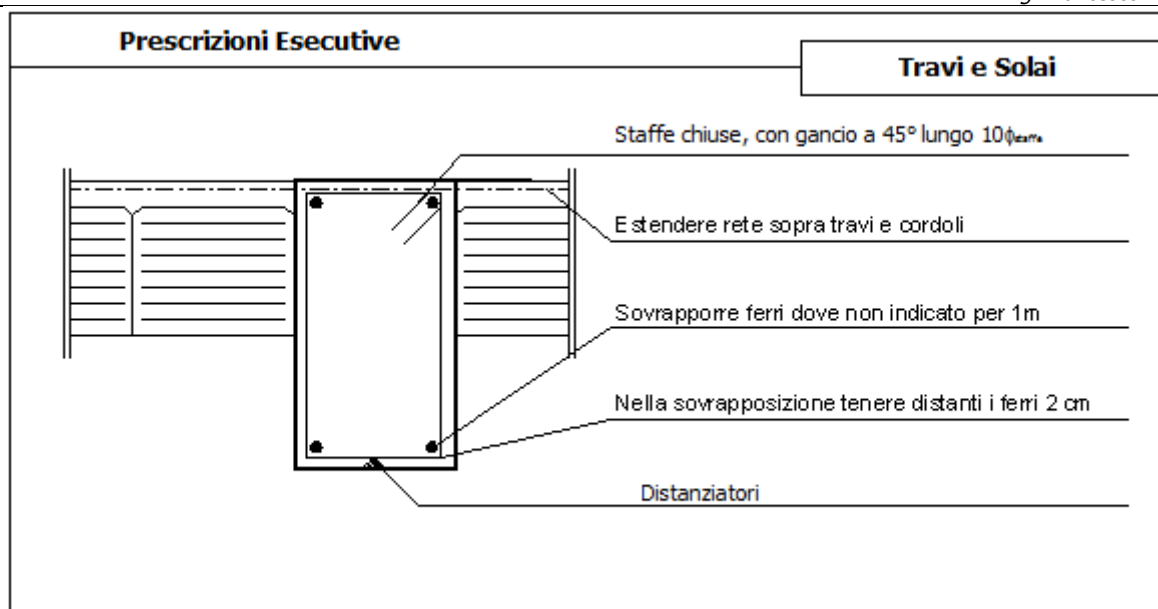 Prescrizioni Esecutive
Travi e Solai
Staffe chiuse, con gancio a 45° lungo 10ϕstaffa
Estendere rete sopra travi e cordoli
Sovrapporre ferri dove non indicato per 1m
Nella sovrapposizione tenere distanti i ferri 2 cm
Distanziatori